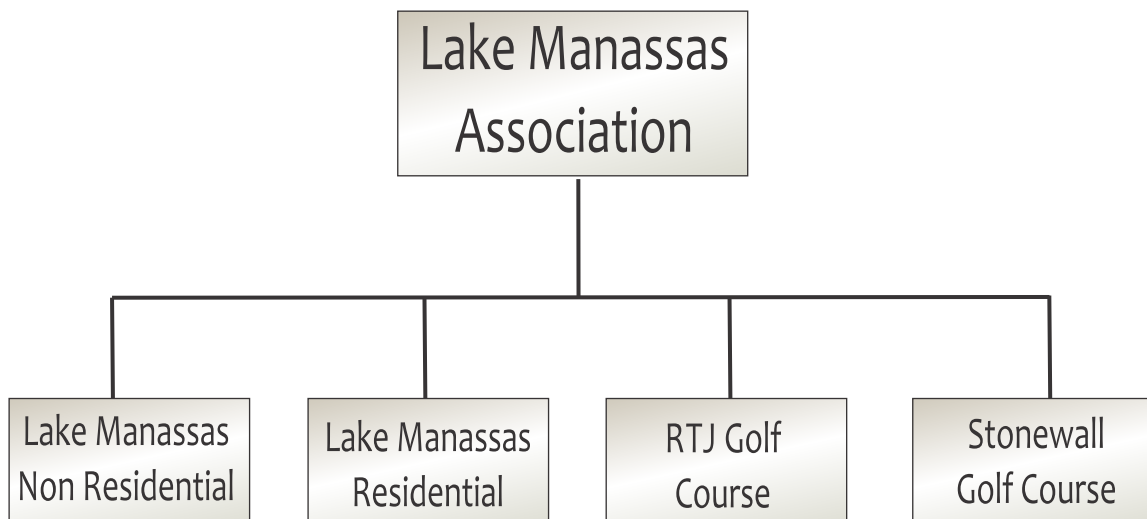 Lake Manassas
Association
Lake Manassas
Non Residential
Lake Manassas
Residential
RTJ Golf
Course
Stonewall
Golf Course